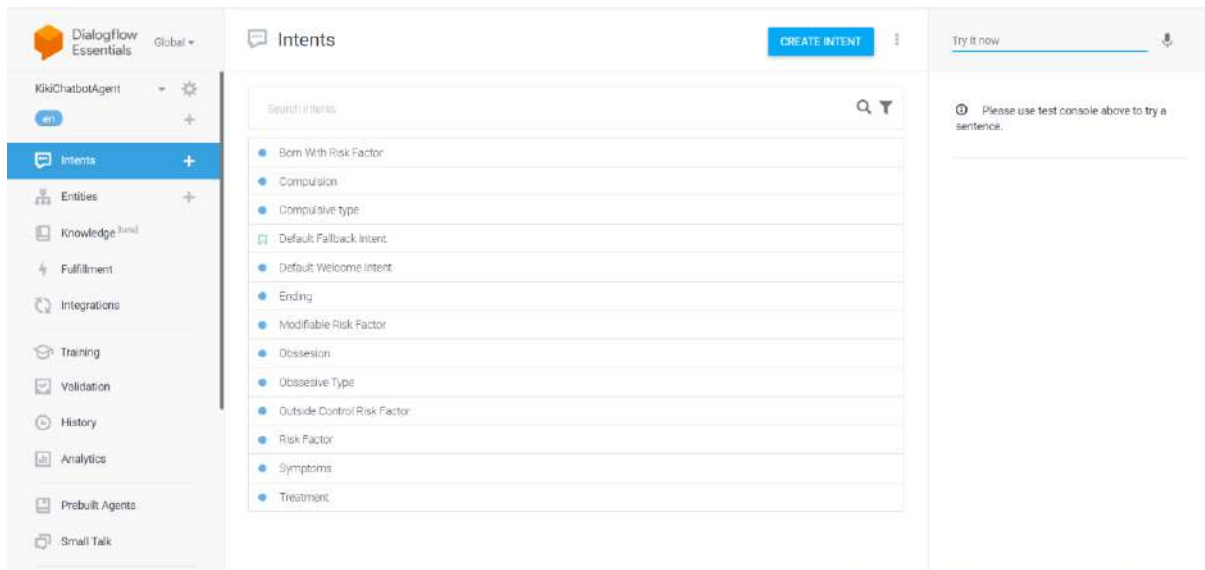 Dialogflow
Essentials
Global
KikiChatbotAgent
en
Intents
Entities
Knowledge [beta]
Fulfillment
Integrations
Training
Validation
History
Analytics
Prebuilt Agents
Small Talk
Intents
CREATE INTENT
Search intents
Born With Risk Factor
Compulsion
Compulsive type
Default Fallback Intent
Default Welcome Intent
Ending
Modifiable Risk Factor
Obssesion
Obssesive Type
Outside Control Risk Factor
Risk Factor
Symptoms
Treatment
Try it now
Please use test console above to try a
sentence.